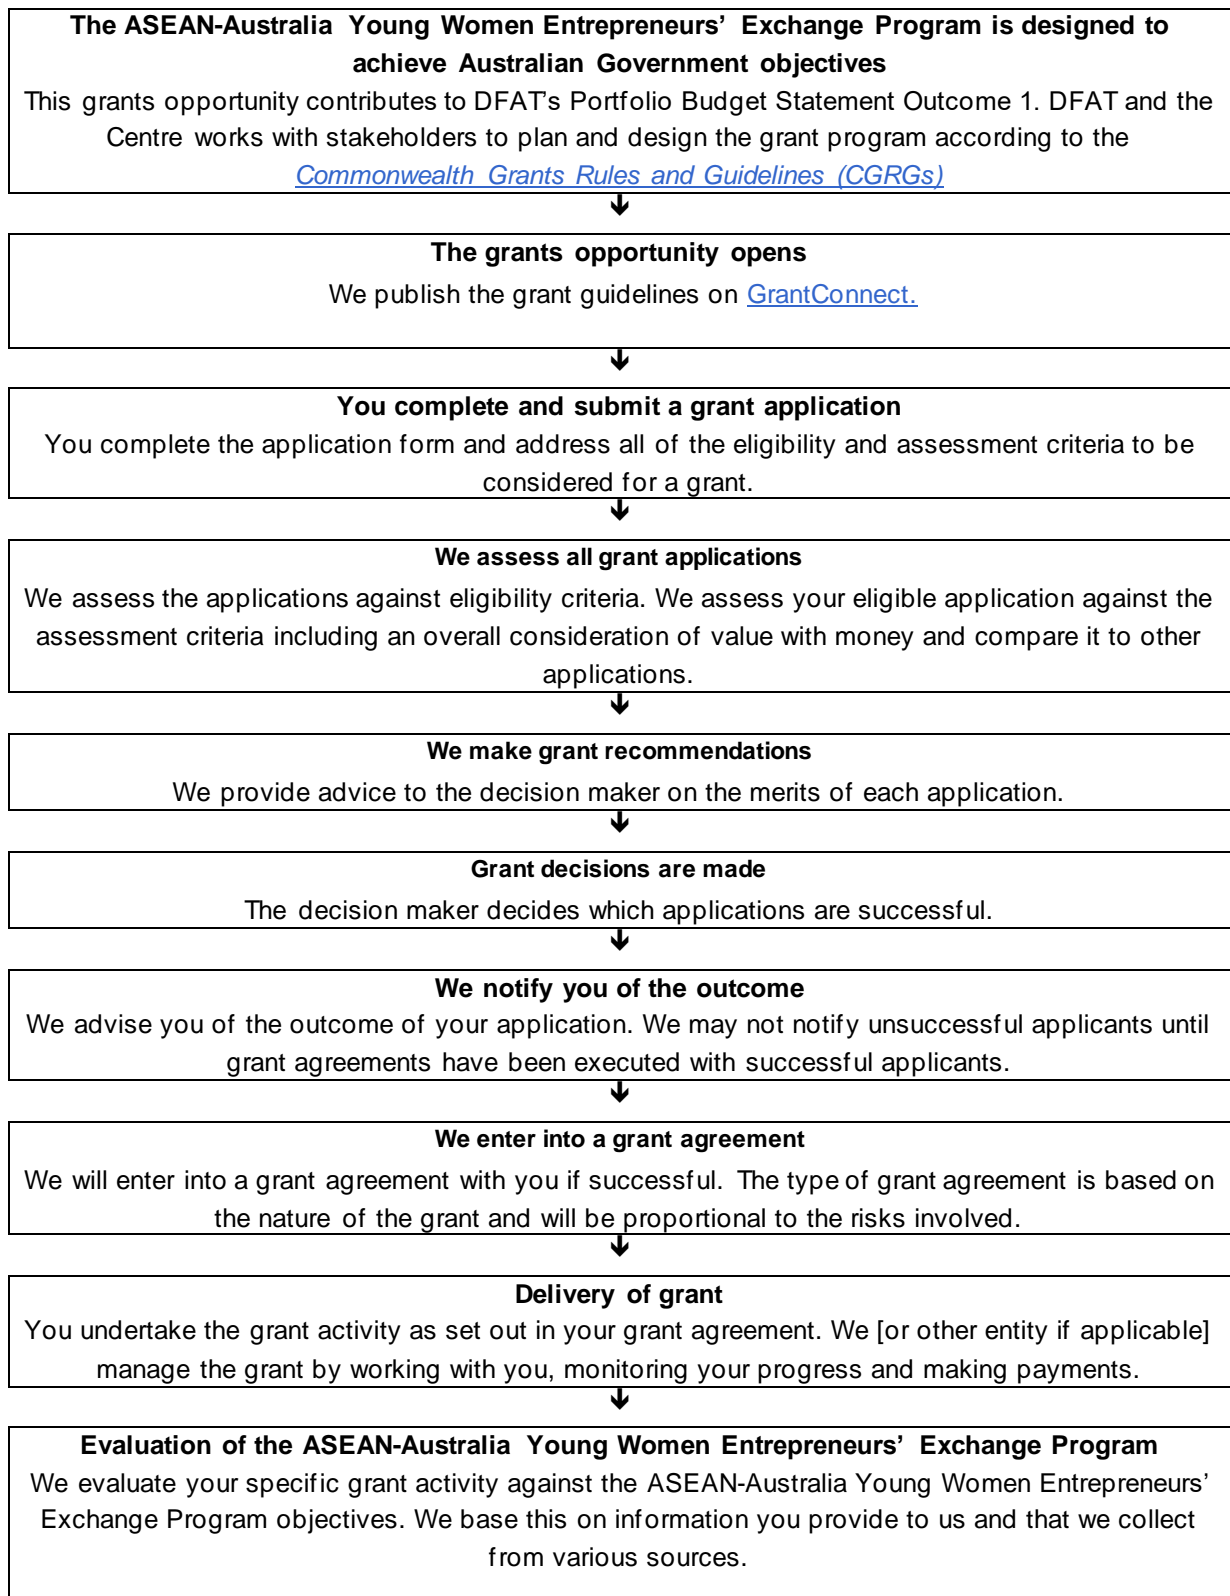 The ASEAN-Australia Young Women Entrepreneurs’ Exchange Program is designed to
achieve Australian Government objectives
This grants opportunity contributes to DFAT’s Portfolio Budget Statement Outcome 1. DFAT and the
Centre works with stakeholders to plan and design the grant program according to the
Commonwealth Grants Rules and Guidelines (CGRGs)
The grants opportunity opens
We publish the grant guidelines on GrantConnect.
You complete and submit a grant application
You complete the application form and address all of the eligibility and assessment criteria to be
considered for a grant.
We assess all grant applications
We assess the applications against eligibility criteria. We assess your eligible application against the
assessment criteria including an overall consideration of value with money and compare it to other
applications.
We make grant recommendations
We provide advice to the decision maker on the merits of each application.
Grant decisions are made
The decision maker decides which applications are successful.
We notify you of the outcome
We advise you of the outcome of your application. We may not notify unsuccessful applicants until
grant agreements have been executed with successful applicants.
We enter into a grant agreement
We will enter into a grant agreement with you if successful. The type of grant agreement is based on
the nature of the grant and will be proportional to the risks involved.
Delivery of grant
You undertake the grant activity as set out in your grant agreement. We [or other entity if applicable]
manage the grant by working with you, monitoring your progress and making payments.
Evaluation of the ASEAN-Australia Young Women Entrepreneurs’ Exchange Program
We evaluate your specific grant activity against the ASEAN-Australia Young Women Entrepreneurs’
Exchange Program objectives. We base this on information you provide to us and that we collect
from various sources.